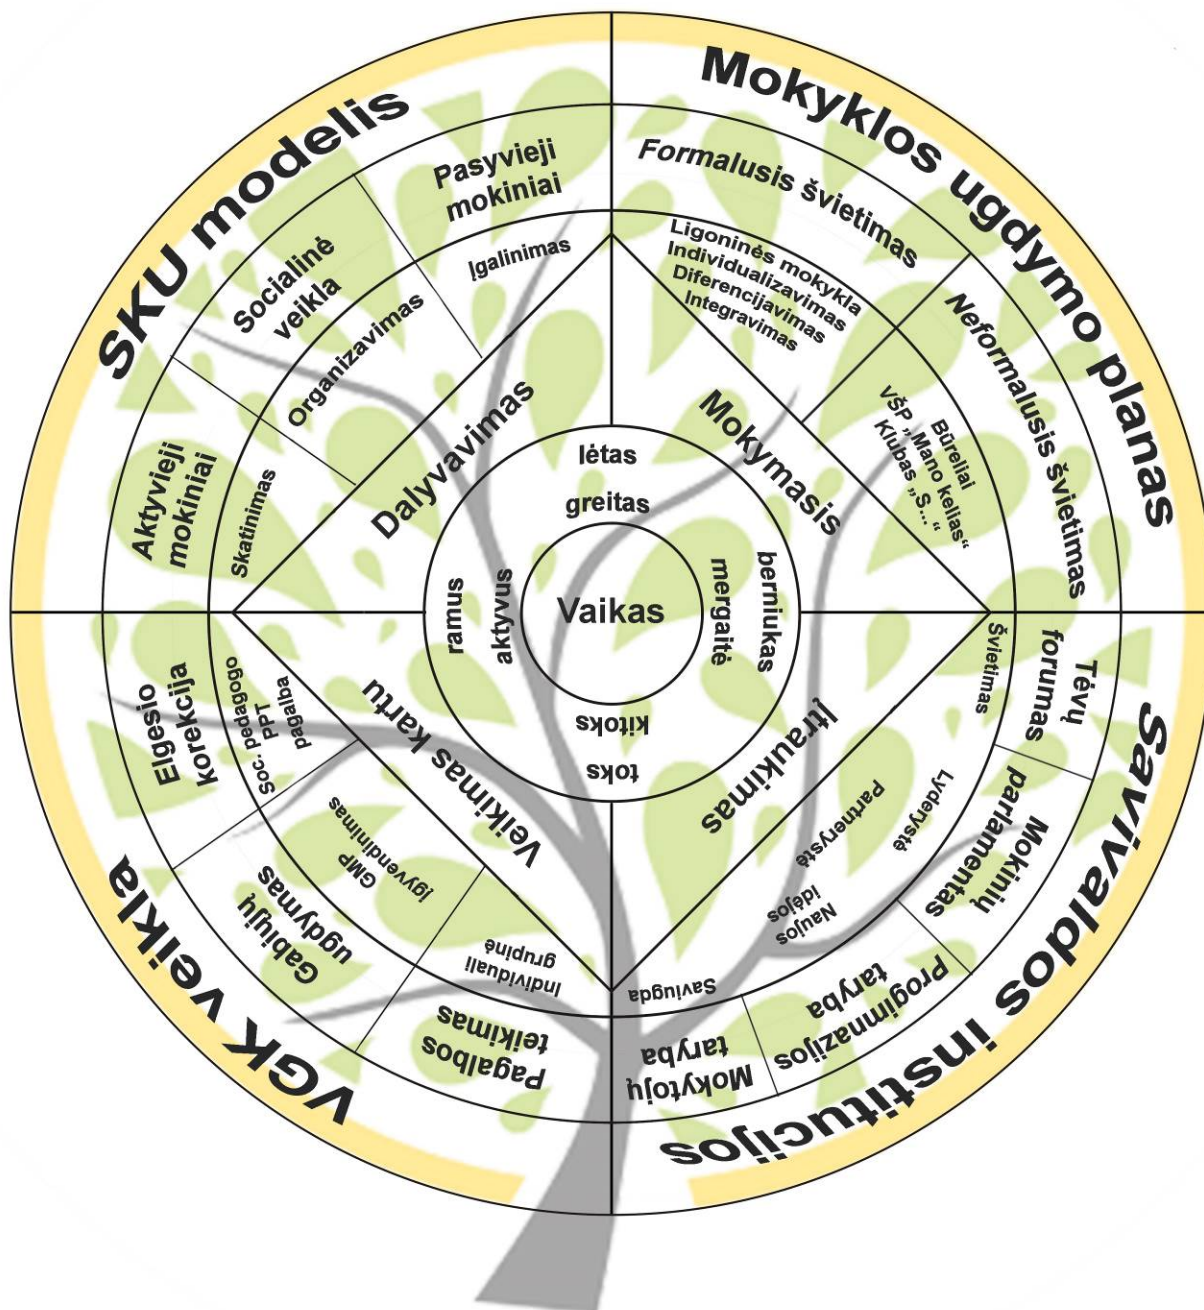 SKU modelis
Pasyvieji
mokiniai
Įgalinimas
Socialinė
veikla
Organizavimas
Aktyvieji
mokiniai
Skatinimas
Dalyvavimas
Mokyklos ugdymo planas
Formalusis švietimas
Ligoninės mokykla
Individualizavimas
Diferencijavimas
Integravimas
Neformalusis švietimas
Būreliai
VŠP „Mano kelias“
Klubas „S... “
Mokymasis
lėtas
greitas
ramus
aktyvus
Vaikas
mergaitė
berniukas
kitoks
toks
Veikimas kartu
Elgesio
korekcija
Soc. pedagogo
PPT
pagalba
Gabiųjų
ugdymas
GMP
įgyvendinimas
Pagalbos
teikimas
Individuali
grupinė
VGK veikla
Įtraukimas
Tėvų
forumas
Švietimas
Mokinių
parlamentas
Lyderystė
Partnerystė
Progimnazijos
taryba
Naujos
idėjos
Mokytojų
taryba
Saviugda
Savivaldos institucijos